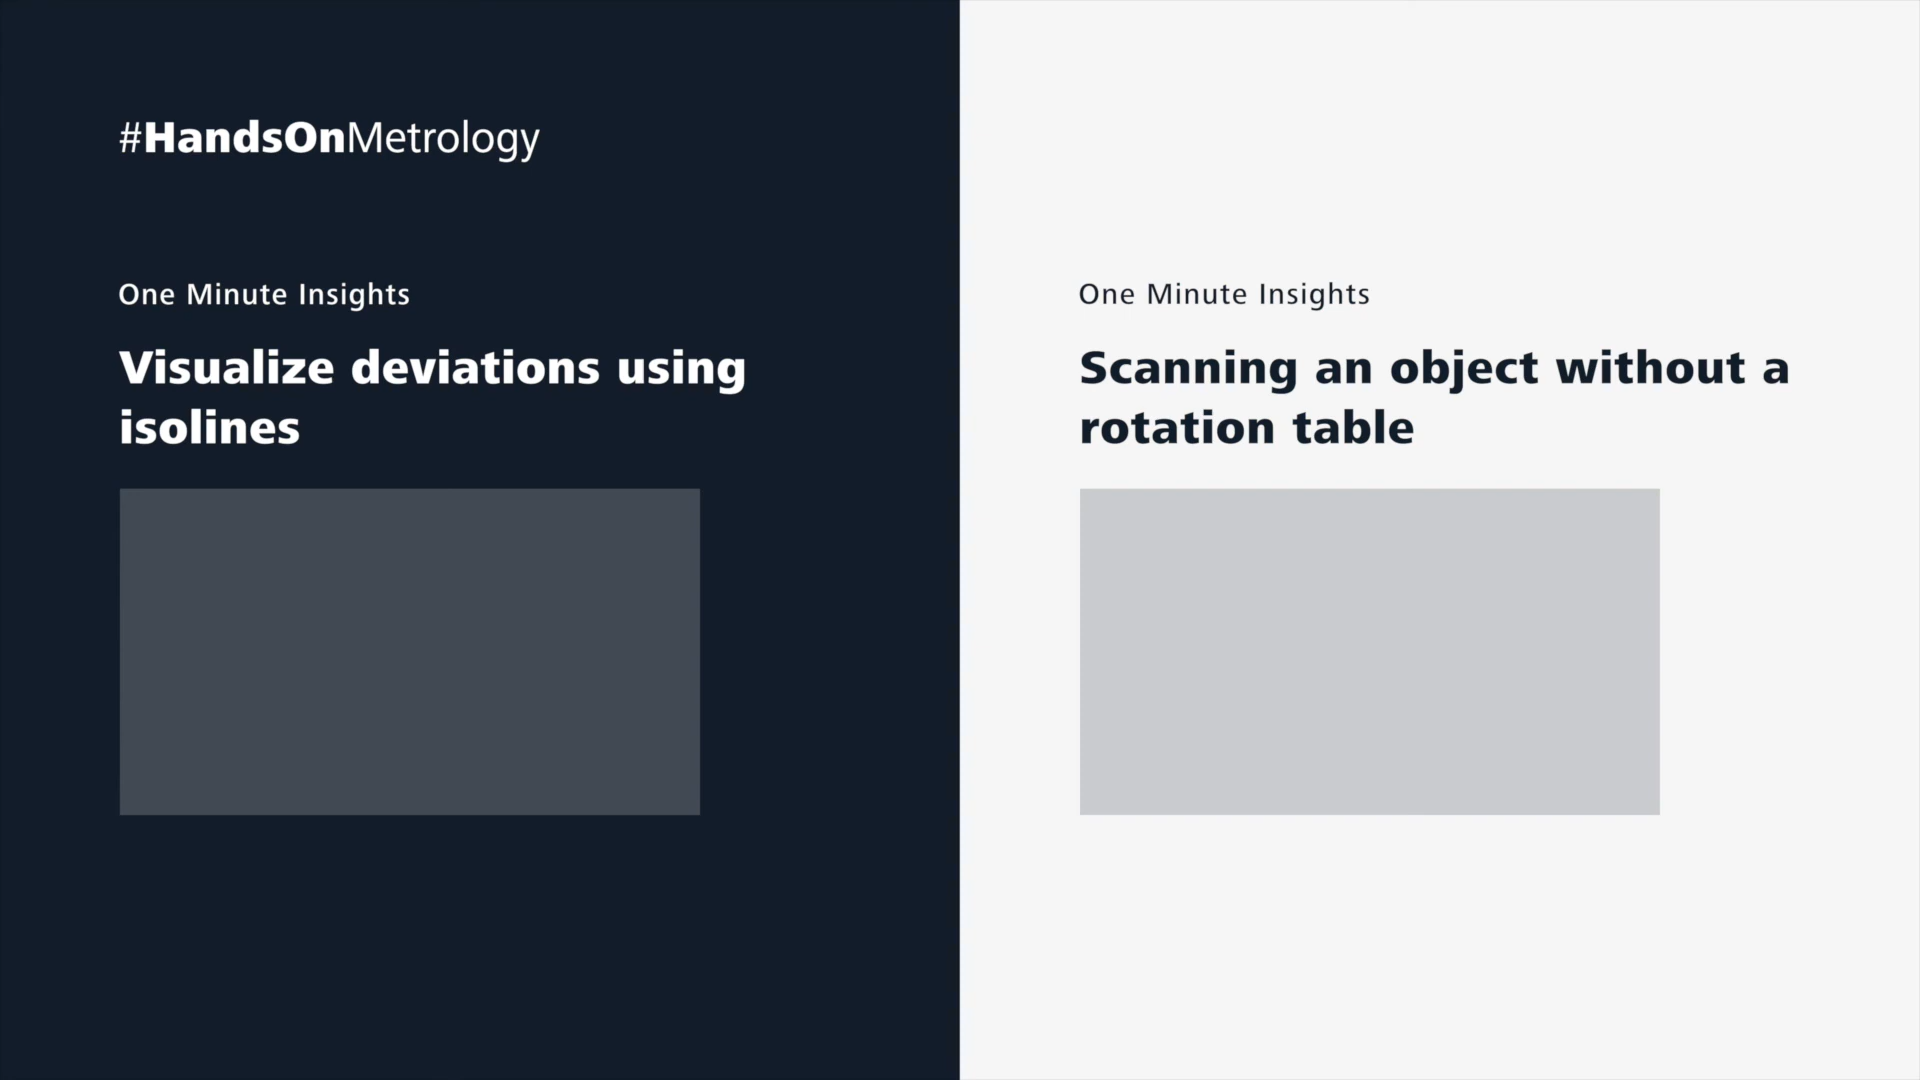 #HandsOnMetrology
One Minute Insights
Visualize deviations using
isolines
One Minute Insights
Scanning an object without a
rotation table